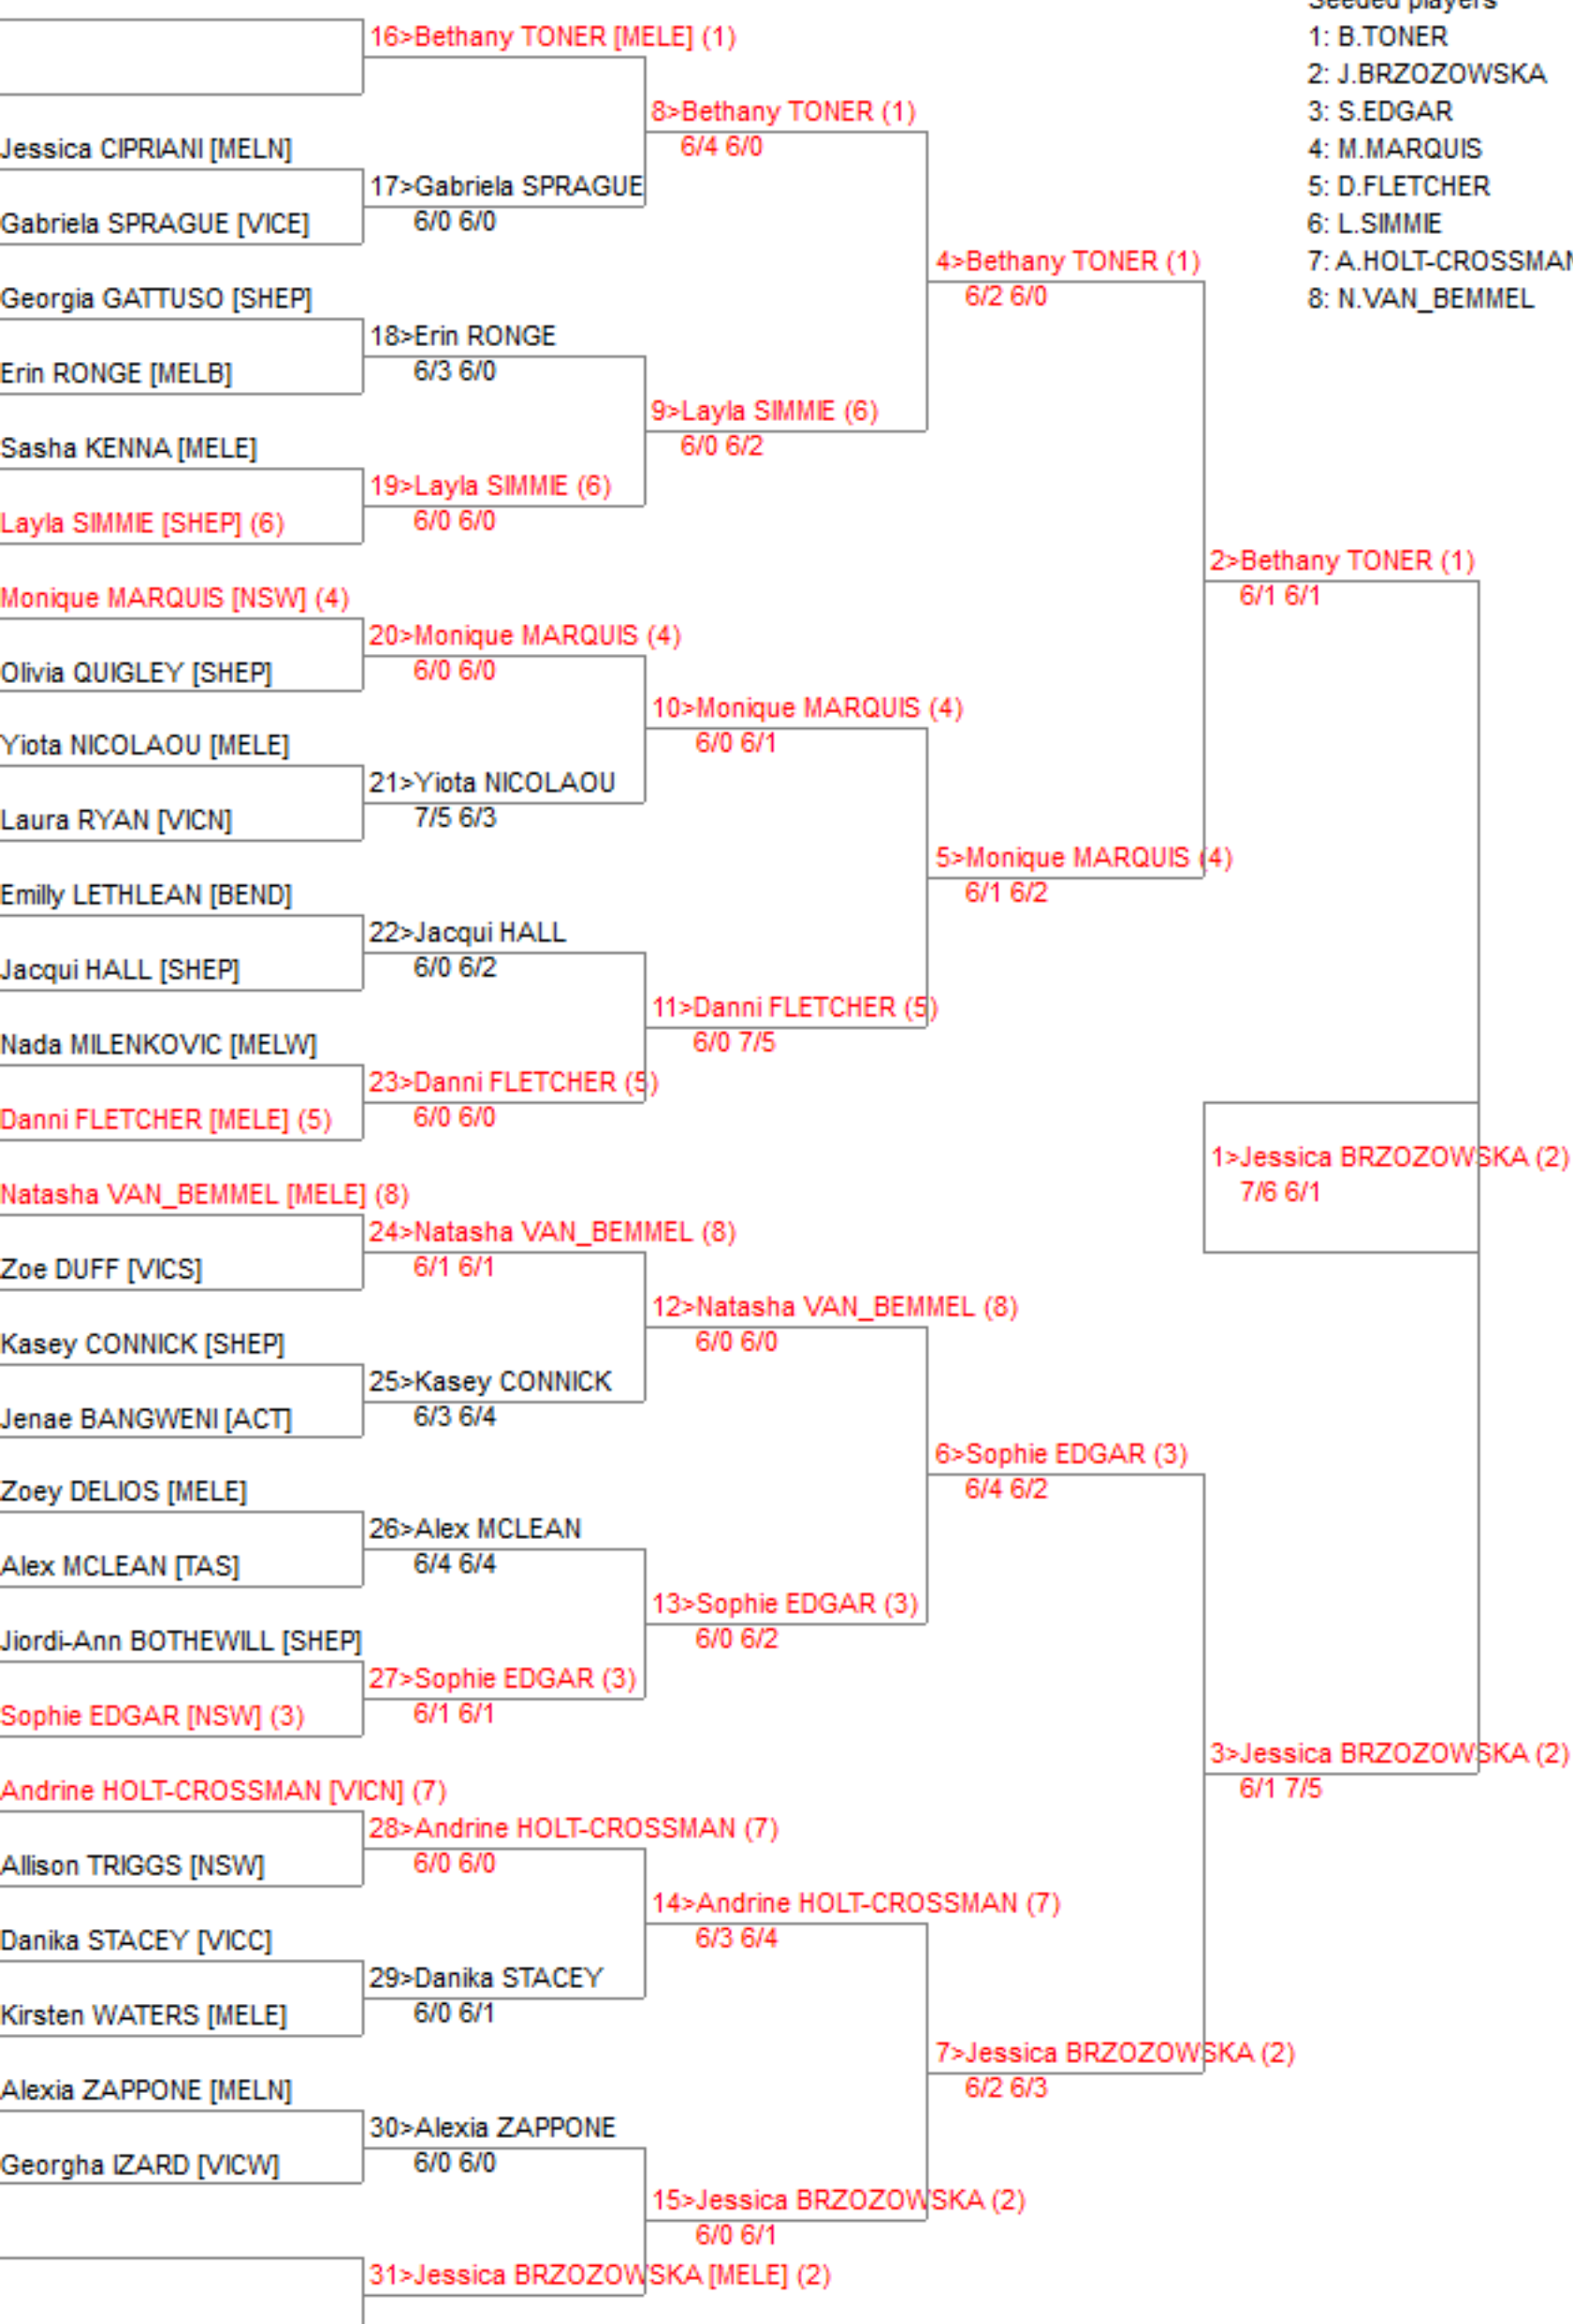 Seeded players
1: B.TONER
2: J.BRZOZOWSKA
3: S.EDGAR
4: M.MARQUIS
5: D.FLETCHER
6: L.SIMMIE
7: A.HOLT-CROSSMAN
8: N.VAN_BEMMEL
Jessica CIPRIANI [MELN]
Gabriela SPRAGUE [VICE]
Georgia GATTUSO [SHEP]
Erin RONGE [MELB]
Sasha KENNA [MELE]
Layla SIMMIE [SHEP] (6)
Monique MARQUIS [NSW] (4)
Olivia QUIGLEY [SHEP]
Yiota NICOLAOU [MELE]
Laura RYAN [VICN]
Emilly LETHLEAN [BEND]
Jacqui HALL [SHEP]
Nada MILENKOVIC [MELW]
Danni FLETCHER [MELE] (5)
Natasha VAN_BEMMEL [MELE] (8)
Zoe DUFF [VICS]
Kasey CONNICK [SHEP]
Jenae BANGWENI [ACT]
Zoey DELIOS [MELE]
Alex MCLEAN [TAS]
Jiordi-Ann BOTHEWILL [SHEP]
Sophie EDGAR [NSW] (3)
Andrine HOLT-CROSSMAN [VICN] (7)
Allison TRIGGS [NSW]
Danika STACEY [VICC]
Kirsten WATERS [MELE]
Alexia ZAPPONE [MELN]
Georgha IZARD [VICW]
16>Bethany TONER [MELE] (1)
17>Gabriela SPRAGUE
6/0 6/0
18>Erin RONGE
6/3 6/0
19>Layla SIMMIE (6)
6/0 6/0
20>Monique MARQUIS (4)
6/0 6/0
21>Yiota NICOLAOU
7/5 6/3
22>Jacqui HALL
6/0 6/2
23>Danni FLETCHER (5)
6/0 6/0
24>Natasha VAN_BEMMEL (8)
6/1 6/1
25>Kasey CONNICK
6/3 6/4
26>Alex MCLEAN
6/4 6/4
27>Sophie EDGAR (3)
6/1 6/1
28>Andrine HOLT-CROSSMAN (7)
6/0 6/0
29>Danika STACEY
6/0 6/1
30>Alexia ZAPPONE
6/0 6/0
31>Jessica BRZOZOWSKA [MELE] (2)
8>Bethany TONER (1)
6/4 6/0
9>Layla SIMMIE (6)
6/0 6/2
10>Monique MARQUIS (4)
6/0 6/1
11>Danni FLETCHER (5)
6/0 7/5
12>Natasha VAN_BEMMEL (8)
6/0 6/0
13>Sophie EDGAR (3)
6/0 6/2
14>Andrine HOLT-CROSSMAN (7)
6/3 6/4
15>Jessica BRZOZOWSKA (2)
6/0 6/1
4>Bethany TONER (1)
6/2 6/0
5>Monique MARQUIS (4)
6/1 6/2
6>Sophie EDGAR (3)
6/4 6/2
7>Jessica BRZOZOWSKA (2)
6/2 6/3
2>Bethany TONER (1)
6/1 6/1
3>Jessica BRZOZOWSKA (2)
6/1 7/5
1>Jessica BRZOZOWSKA (2)
7/6 6/1